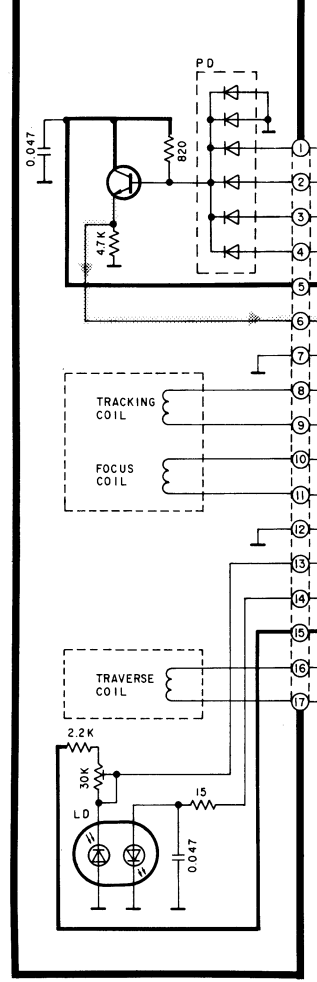 PD
0.047
820
4.7K
1
2
3
4
5
6
7
TRACKING
COIL
8
9
FOCUS
COIL
10
11
12
13
14
15
TRAVERSE
COIL
16
17
2.2K
30K
LD
15
0.047